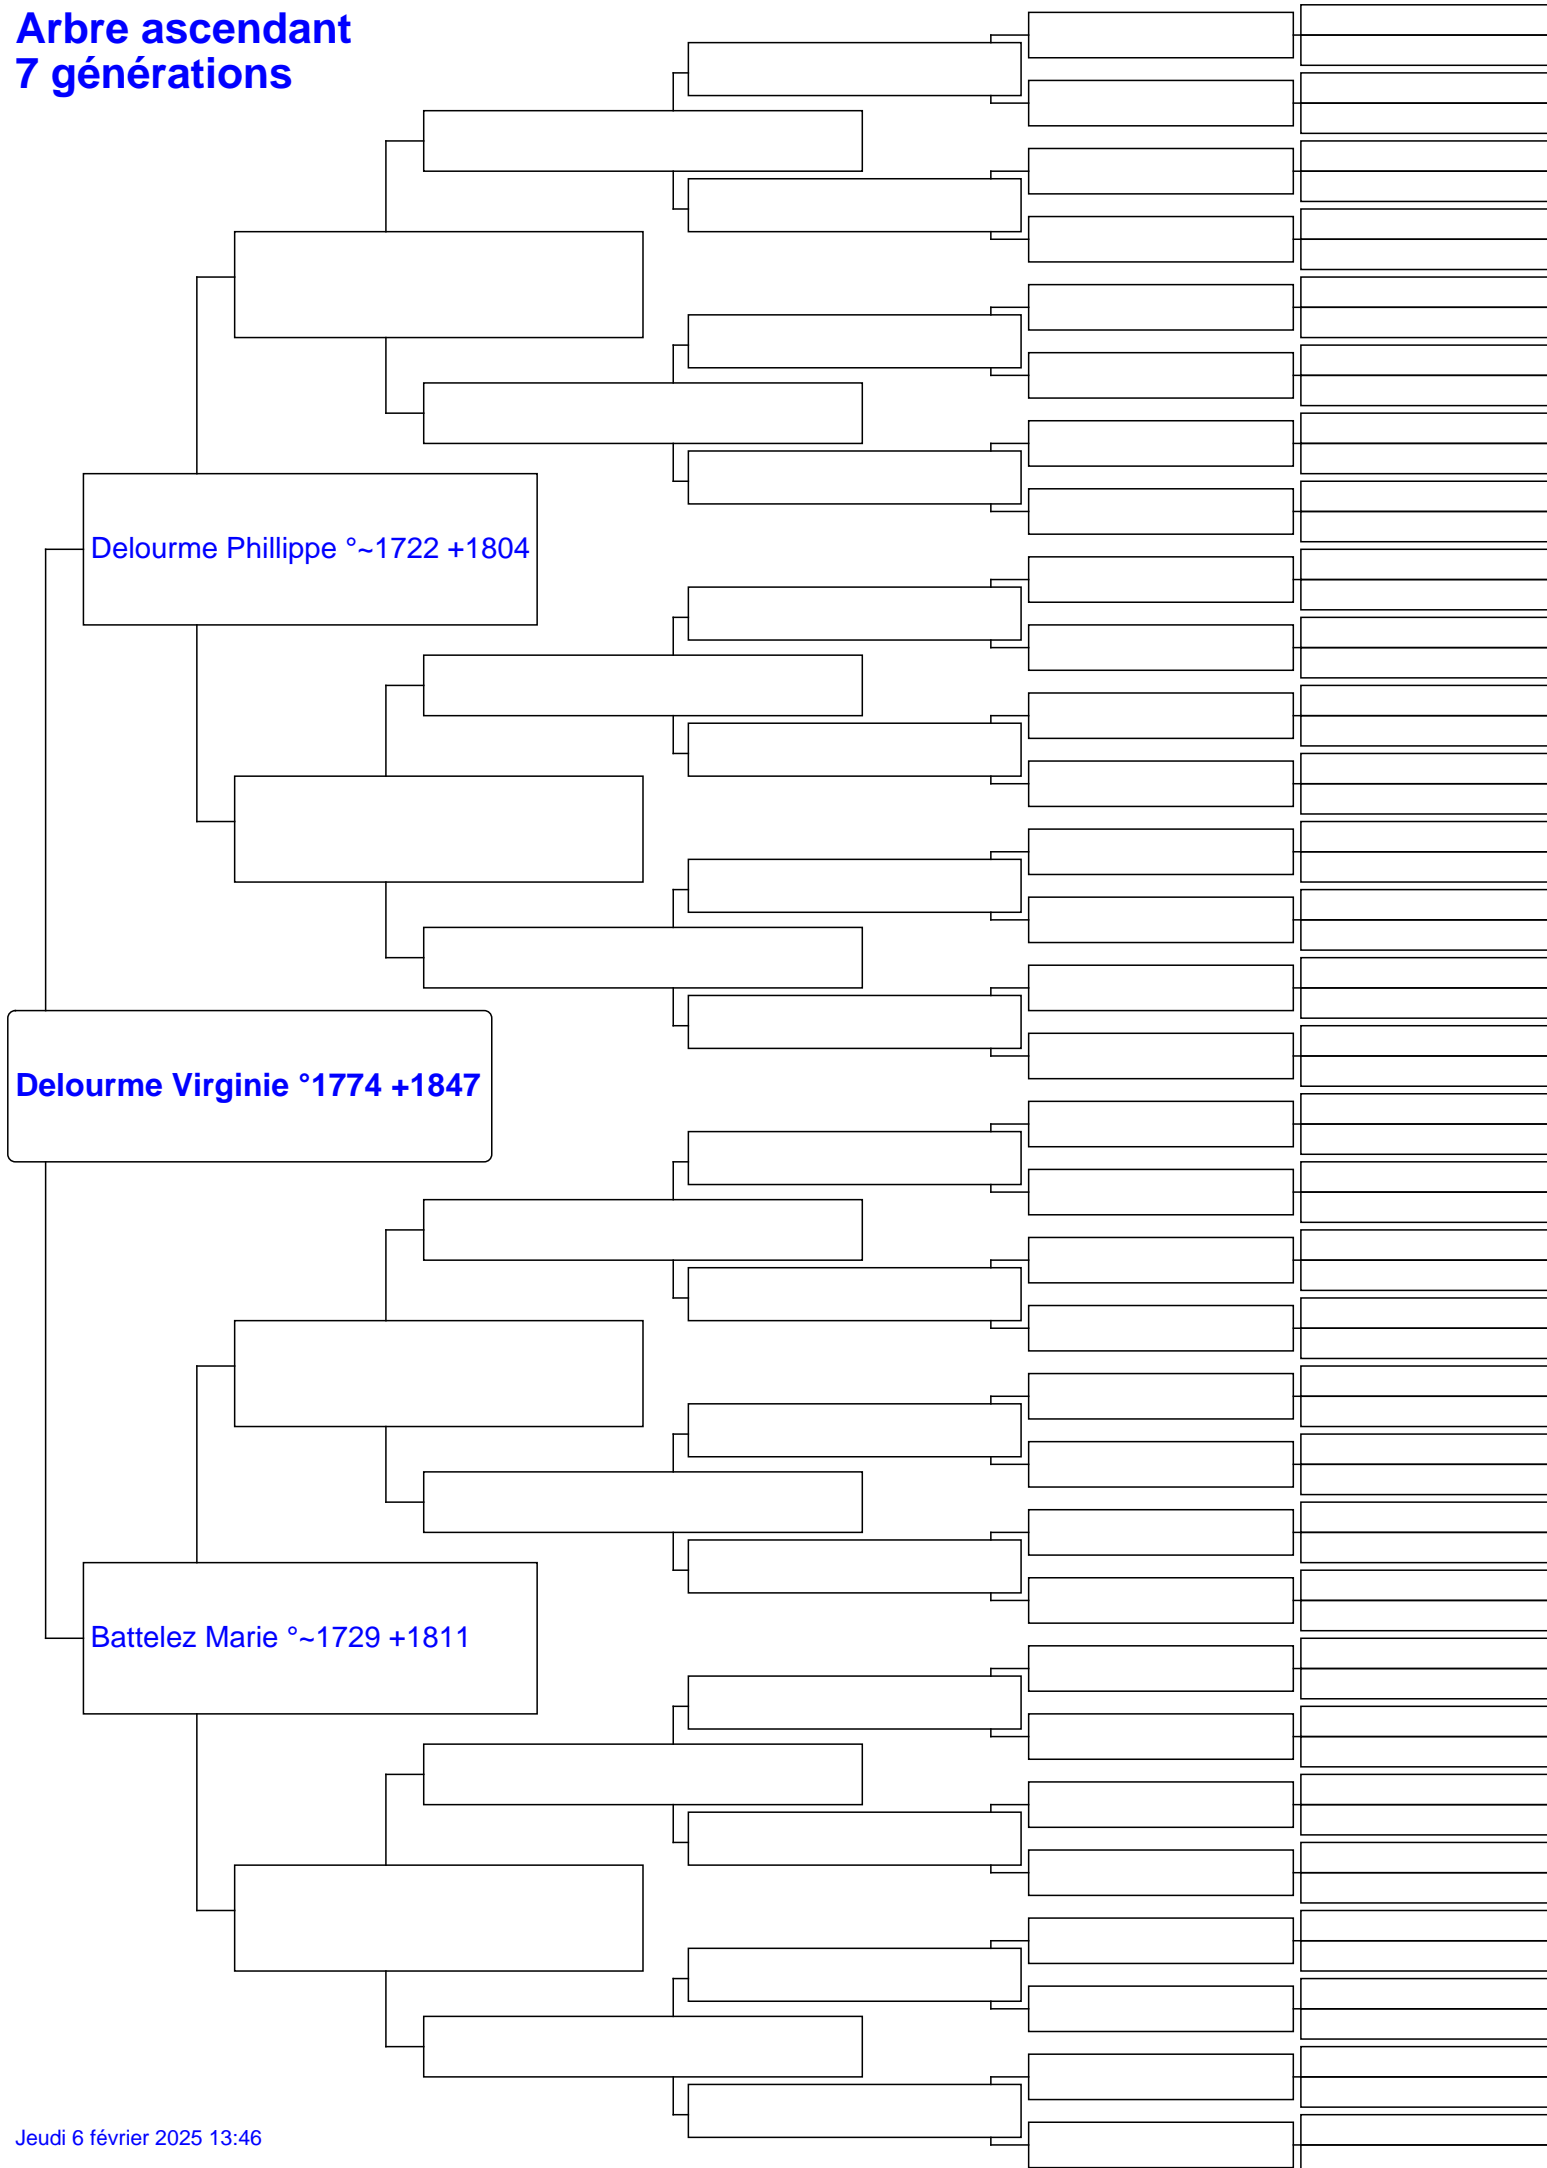 Arbre ascendant
7 générations
Delourme Phillippe °~1722 +1804
Delourme Virginie °1774 +1847
Battelez Marie °~1729 +1811
Jeudi 6 février 2025 13:46